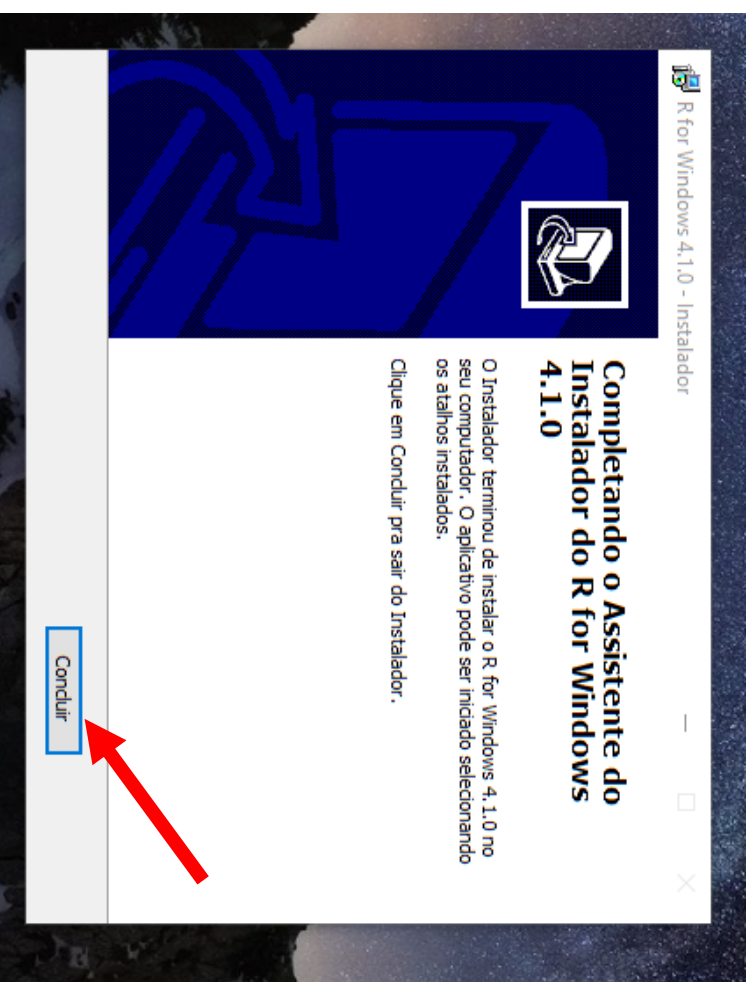 R for Windows 4.1.0 - Instalador
Completando o Assistente do
Instalador do R for Windows
4.1.0
O Instalador terminou de instalar o R for Windows 4.1.0 no
seu computador. O aplicativo pode ser iniciado selecionando
os atalhos instalados.
Clique em Concluir pra sair do Instalador.
Concluir